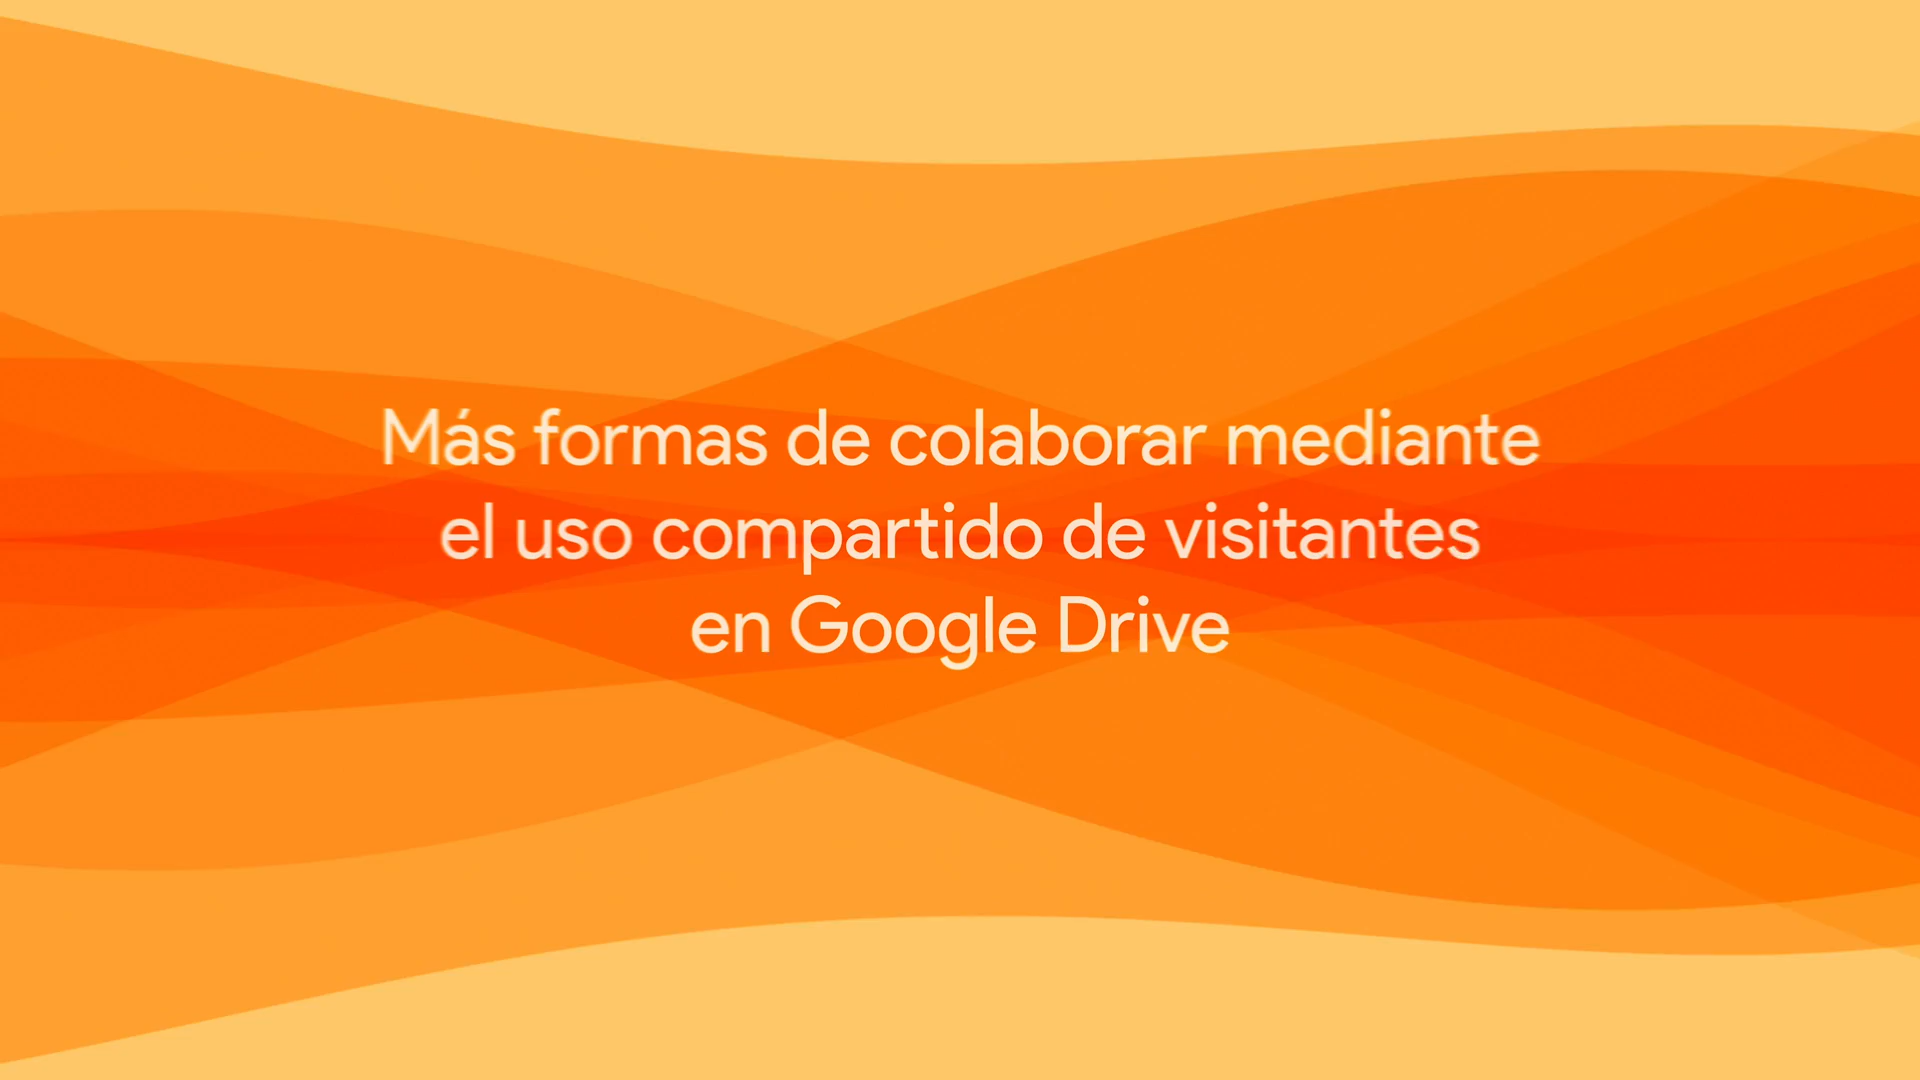 Más formas de colaborar mediante
el uso compartido de visitantes
en Google Drive